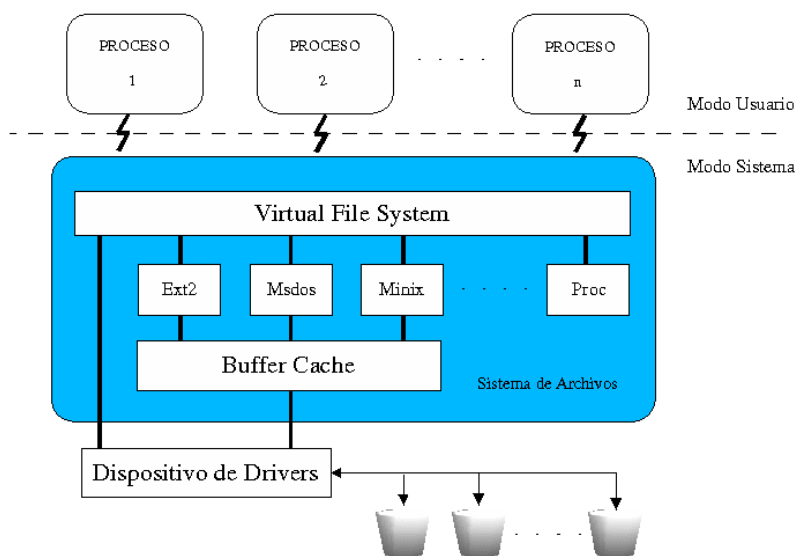 PROCESO
1
PROCESO
2
. . . .
PROCESO
n
Modo Usuario
Modo Sistema
Virtual File System
Ext2
Msdos
Minix
. . . .
Proc
Buffer Cache
Sistema de Archivos
Dispositivo de Drivers
. . . . .